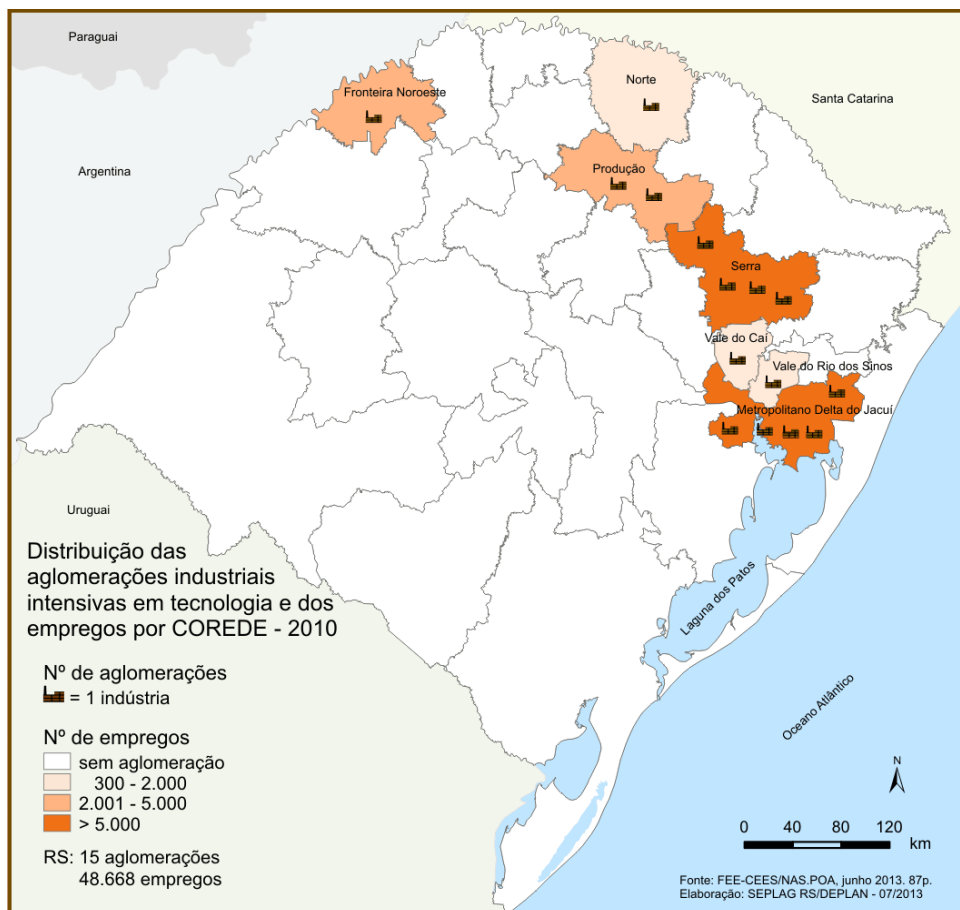 Paraguai
Norte
Fronteira Noroeste
Santa Catarina
Argentina
Produção
Serra
Vale do Caí
Vale do Rio dos Sinos
Metropolitano Delta do Jacuí
Uruguai
Laguna dos Patos
Oceano Atlântico
Distribuição das
aglomerações industriais
intensivas em tecnologia e dos
empregos por COREDE - 2010
Nº de aglomerações
= 1 indústria
Nº de empregos
sem aglomeração
300 - 2.000
2.001 - 5.000
> 5.000
RS: 15 aglomerações
48.668 empregos
N
0 40 80 120
km
Fonte: FEE-CEES/NAS.POA, junho 2013. 87p.
Elaboração: SEPLAG RS/DEPLAN - 07/2013